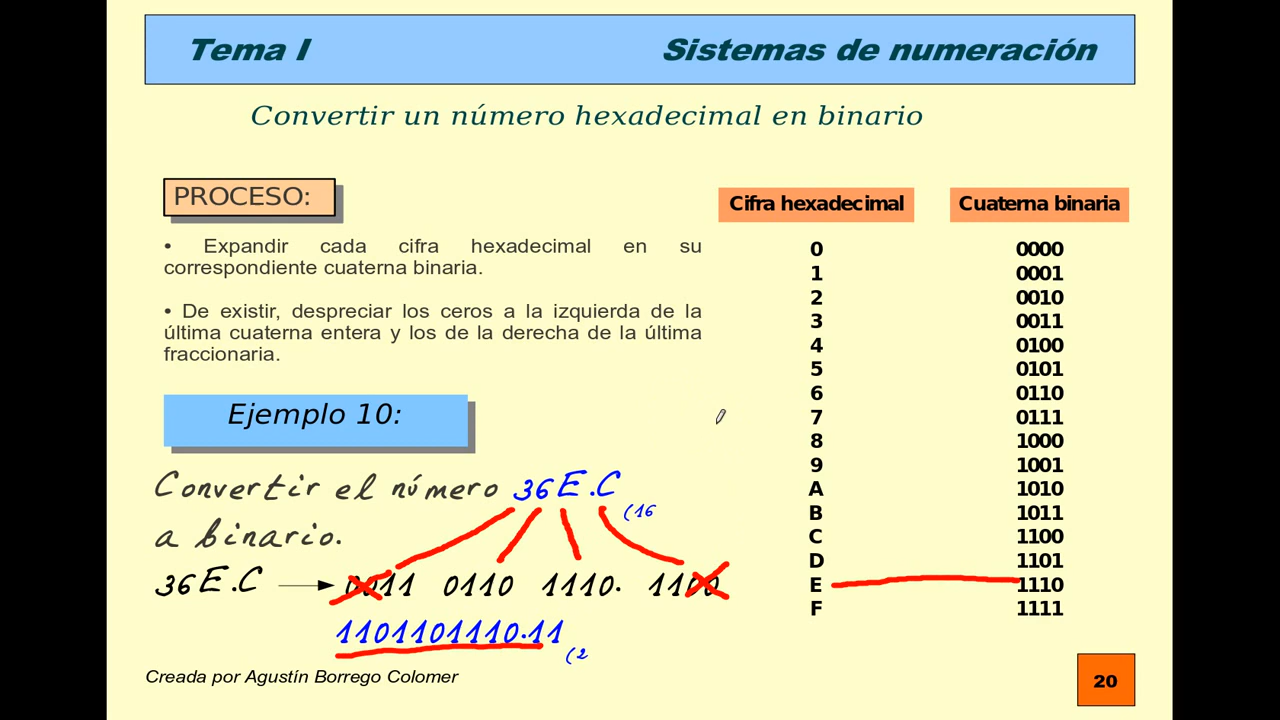 Tema I Sistemas de numeración
Convertir un número hexadecimal en binario
PROCESO:
• Expandir cada cifra hexadecimal en su
correspondiente cuaterna binaria.
• De existir, despreciar los ceros a la izquierda de la
última cuaterna entera y los de la derecha de la última
fraccionaria.
Ejemplo 10:
Convertir el número 36E.C (16
a binario.
36E.C → 0011 0110 1110. 1100
1101101110.11 (2
Cifra hexadecimal Cuaterna binaria
0 0000
1 0001
2 0010
3 0011
4 0100
5 0101
6 0110
7 0111
8 1000
9 1001
A 1010
B 1011
C 1100
D 1101
E 1110
F 1111
Creada por Agustín Borrego Colomer
20